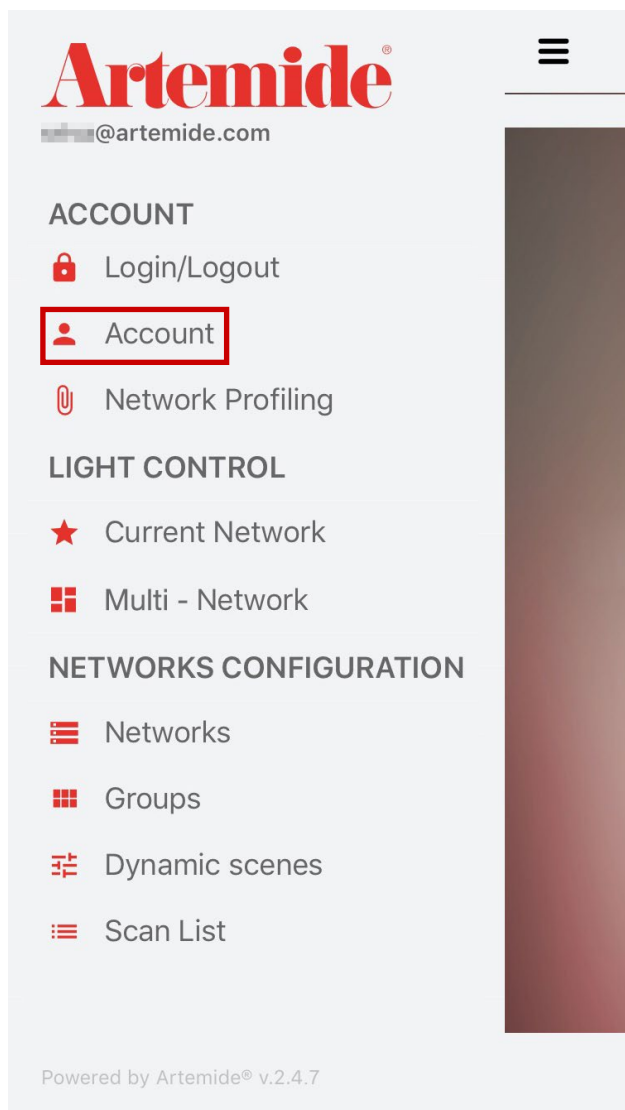 Artemide®
@artemide.com
ACCOUNT
Login/Logout
Account
Network Profiling
LIGHT CONTROL
Current Network
Multi - Network
NETWORKS CONFIGURATION
Networks
Groups
Dynamic scenes
Scan List
Powered by Artemide® v.2.4.7